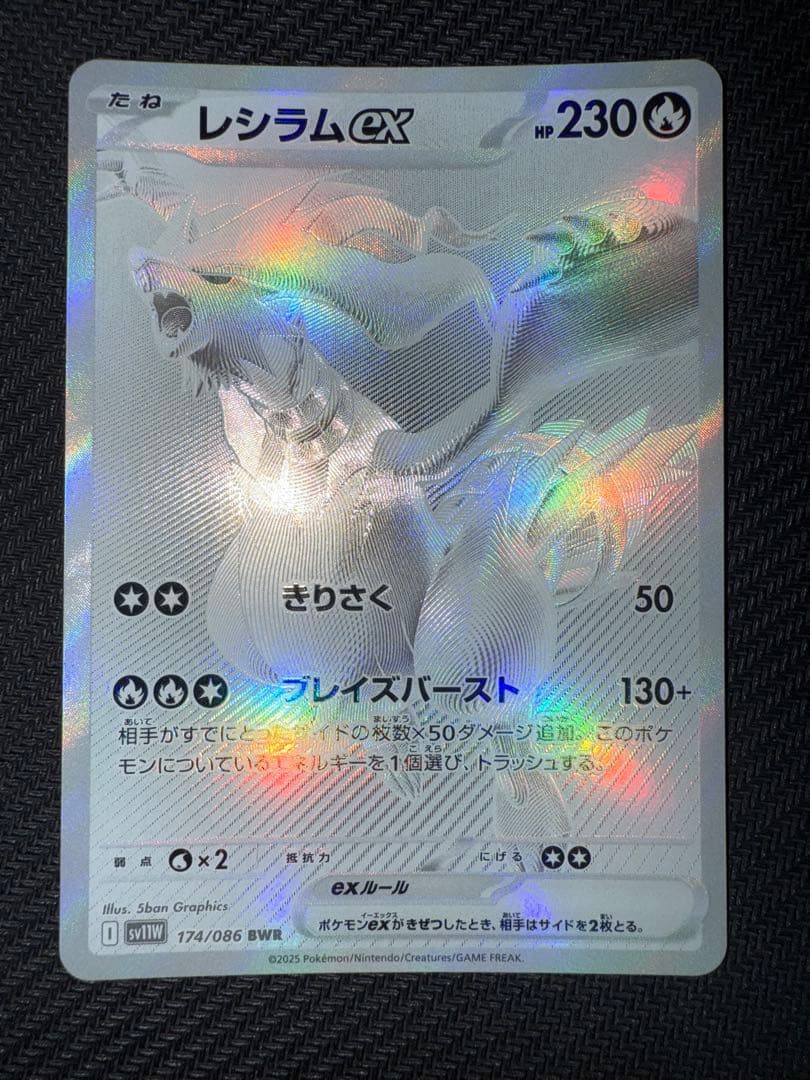 たね
レシラムex
HP230
きりさく 50
ブレイズバースト 130+
相手がすでにとったサイドの枚数×50ダメージ追加。このポケ
モンについているエネルギーを1個選び、トラッシュする。
弱点 ×2 抵抗力 にげる
exルール
ポケモンexがきぜつしたとき、相手はサイドを2枚とる。
Illus. 5ban Graphics
I sv11W 174/086 BWR
©2025 Pokémon/Nintendo/Creatures/GAME FREAK.